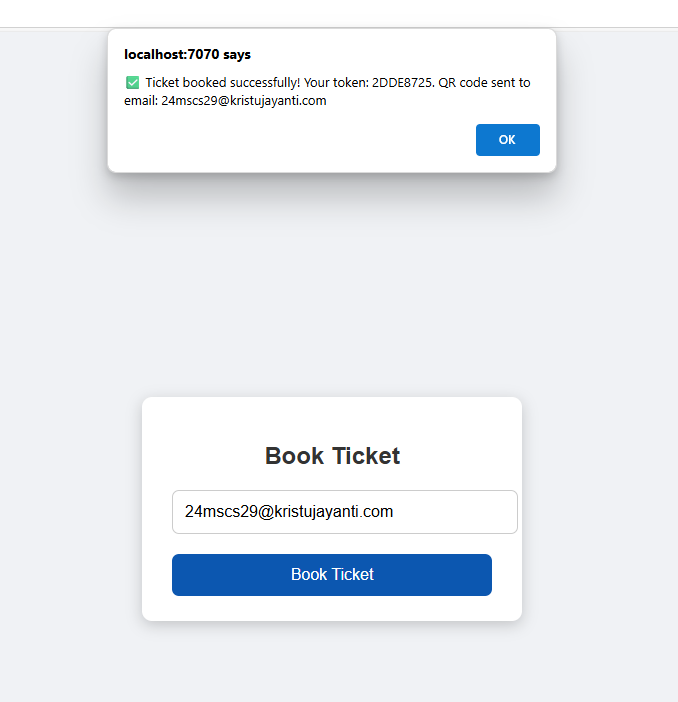 localhost:7070 says
✅ Ticket booked successfully! Your token: 2DDE8725. QR code sent to
email: 24mscs29@kristujayanti.com
OK
Book Ticket
24mscs29@kristujayanti.com
Book Ticket